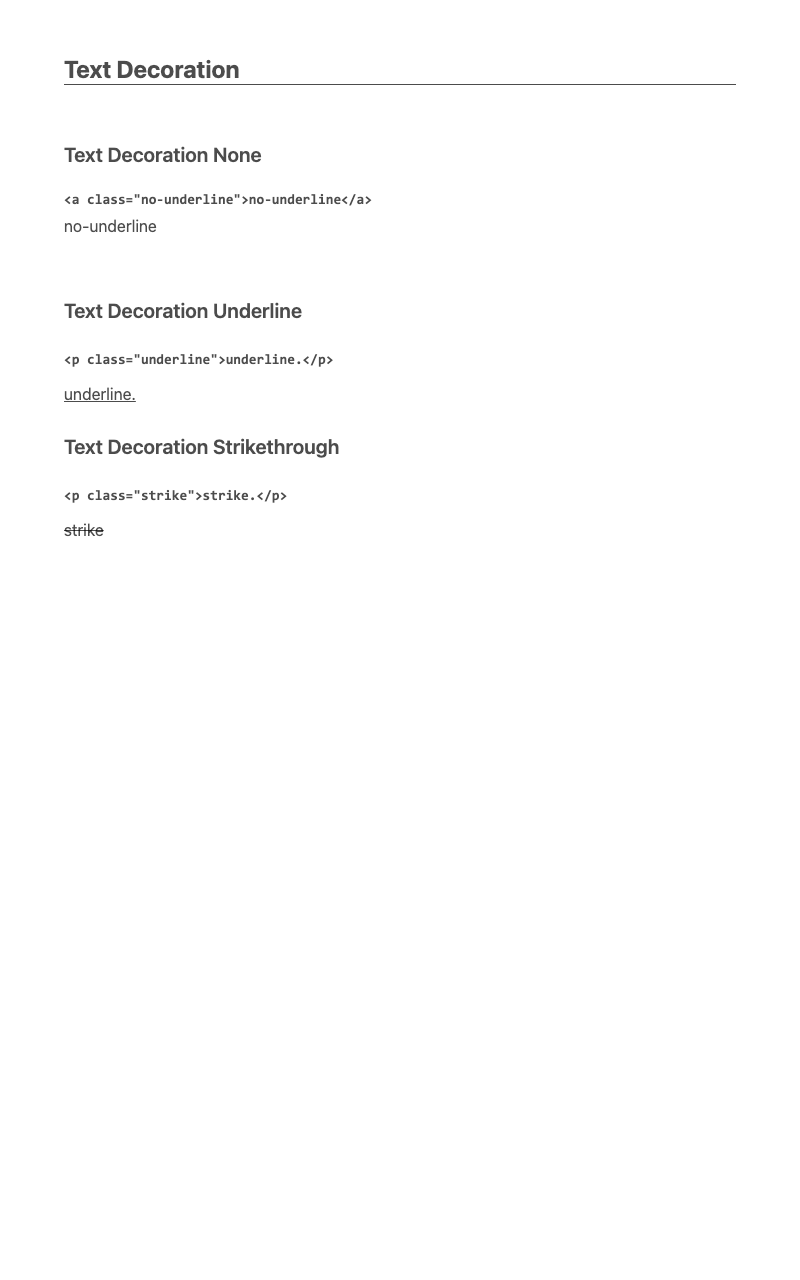 Text Decoration
Text Decoration None
<a class="no-underline">no-underline</a>
no-underline
Text Decoration Underline
<p class="underline">underline.</p>
underline.
Text Decoration Strikethrough
<p class="strike">strike.</p>
strike